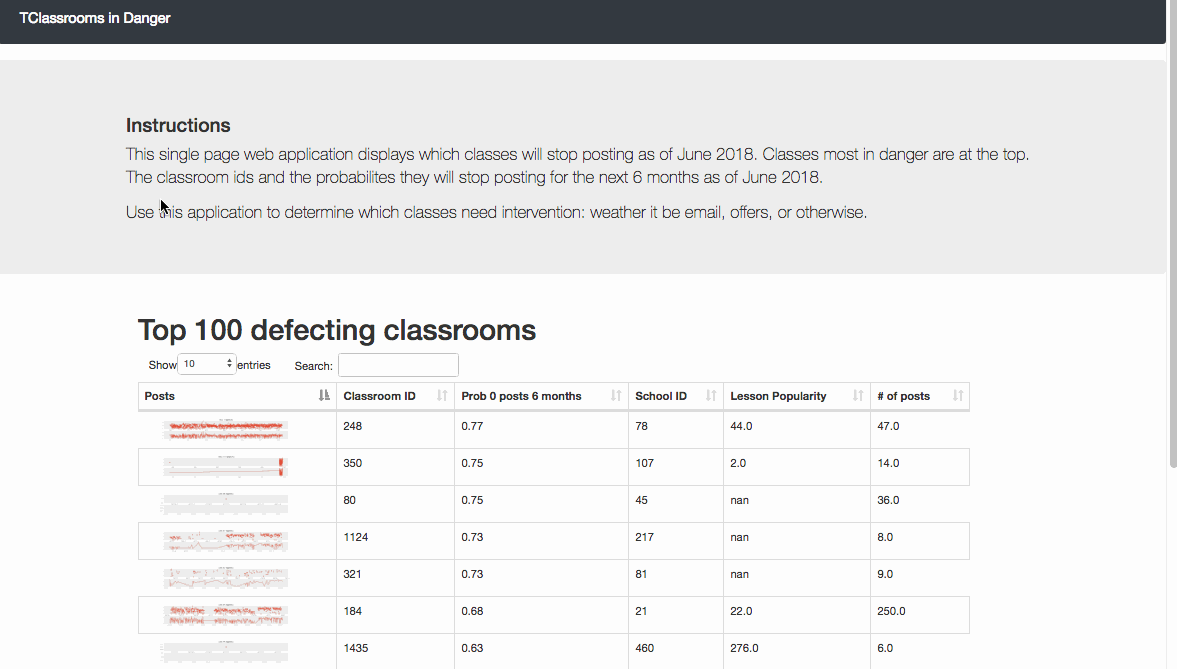 TClassrooms in Danger
Instructions
This single page web application displays which classes will stop posting as of June 2018. Classes most in danger are at the top.
The classroom ids and the probabilites they will stop posting for the next 6 months as of June 2018.
Use this application to determine which classes need intervention: weather it be email, offers, or otherwise.
Top 100 defecting classrooms
Show 10 entries Search:
Posts Classroom ID Prob 0 posts 6 months School ID Lesson Popularity # of posts
248 0.77 78 44.0 47.0
350 0.75 107 2.0 14.0
80 0.75 45 nan 36.0
1124 0.73 217 nan 8.0
321 0.73 81 nan 9.0
184 0.68 21 22.0 250.0
1435 0.63 460 276.0 6.0